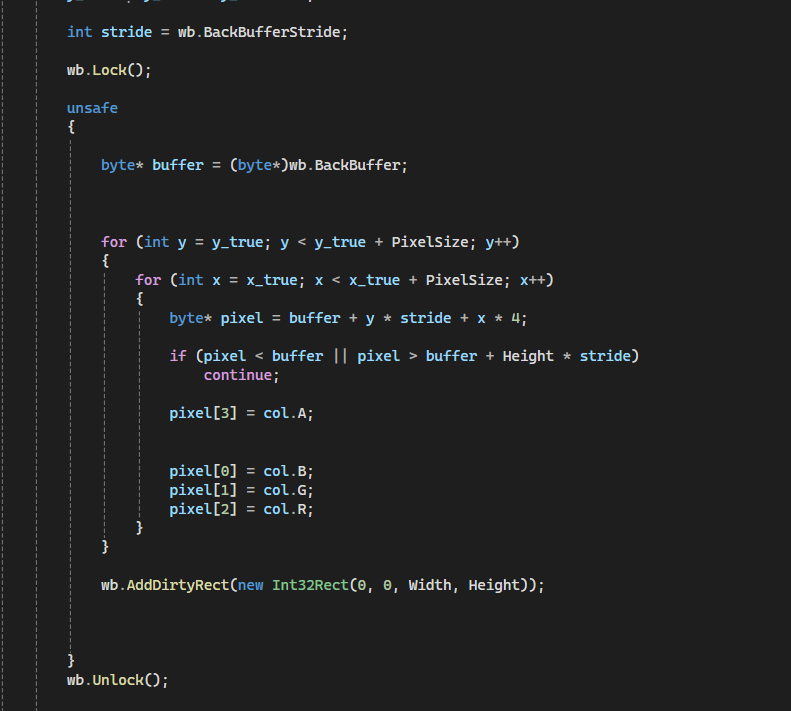 int stride = wb.BackBufferStride;
wb.Lock();
unsafe
{
byte* buffer = (byte*)wb.BackBuffer;
for (int y = y_true; y < y_true + PixelSize; y++)
{
for (int x = x_true; x < x_true + PixelSize; x++)
{
byte* pixel = buffer + y * stride + x * 4;
if (pixel < buffer || pixel > buffer + Height * stride)
continue;
pixel[3] = col.A;
pixel[0] = col.B;
pixel[1] = col.G;
pixel[2] = col.R;
}
}
wb.AddDirtyRect(new Int32Rect(0, 0, Width, Height));
}
wb.Unlock();